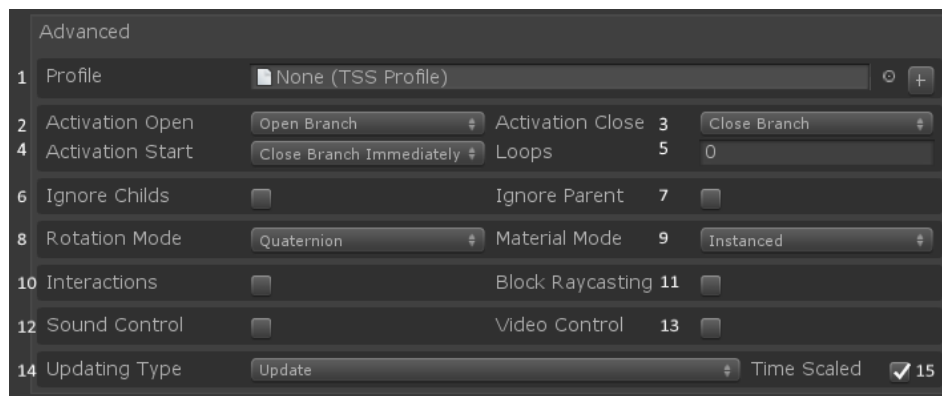 Advanced
1 Profile None (TSS Profile) +
2 Activation Open Open Branch Activation Close 3 Close Branch
4 Activation Start Close Branch Immediately Loops 5 0
6 Ignore Childs Ignore Parent 7
8 Rotation Mode Quaternion Material Mode 9 Instanced
10 Interactions Block Raycasting 11
12 Sound Control Video Control 13
14 Updating Type Update Time Scaled 15